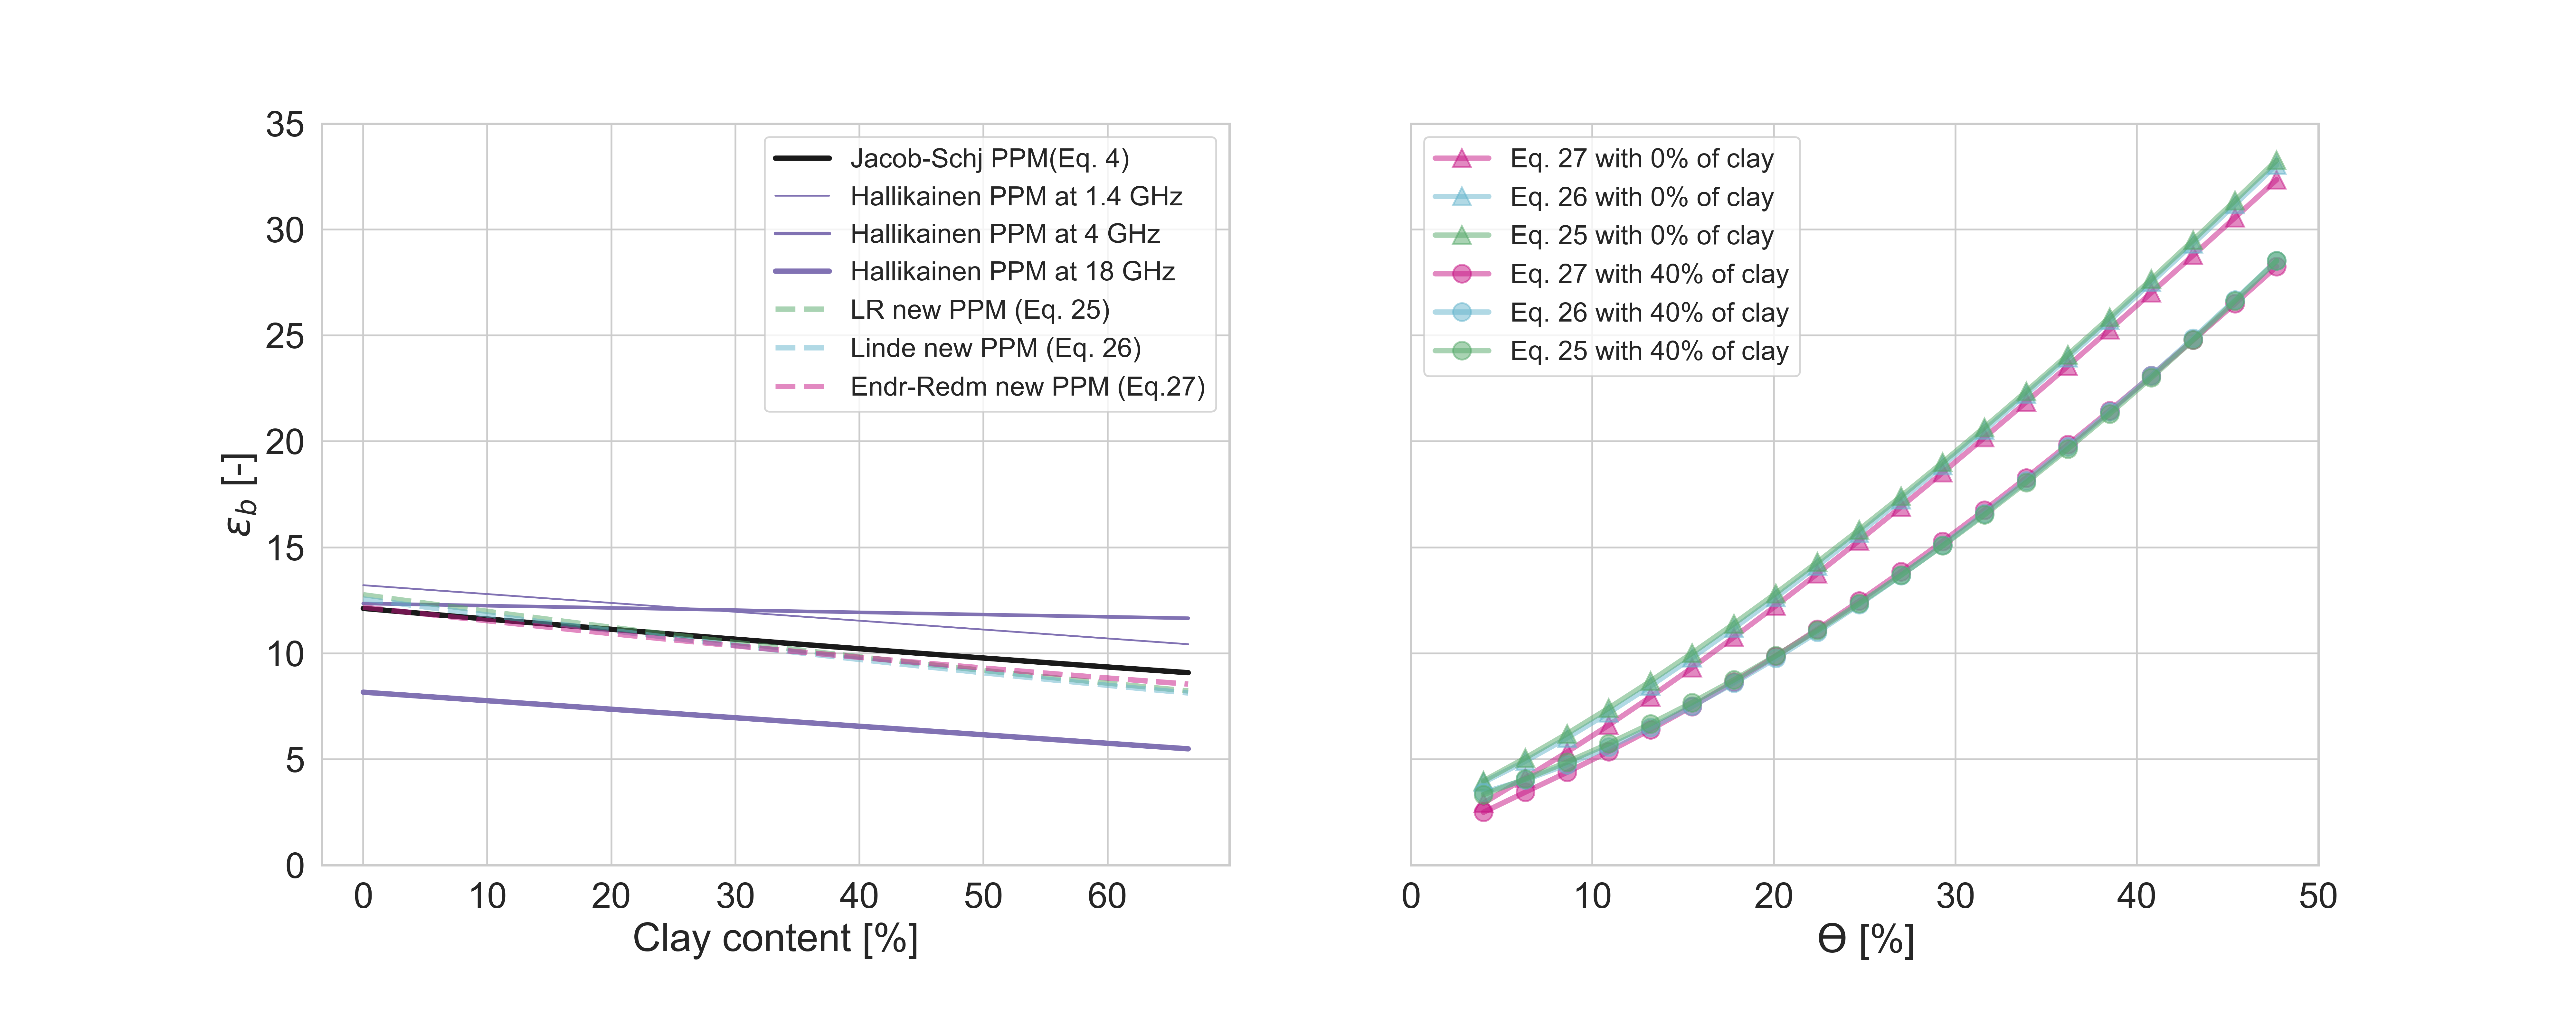 35
30
25
20
15
10
5
0
εb [-]
Jacob-Schj PPM(Eq. 4)
Hallikainen PPM at 1.4 GHz
Hallikainen PPM at 4 GHz
Hallikainen PPM at 18 GHz
LR new PPM (Eq. 25)
Linde new PPM (Eq. 26)
Endr-Redm new PPM (Eq.27)
0 10 20 30 40 50 60
Clay content [%]
Eq. 27 with 0% of clay
Eq. 26 with 0% of clay
Eq. 25 with 0% of clay
Eq. 27 with 40% of clay
Eq. 26 with 40% of clay
Eq. 25 with 40% of clay
0 10 20 30 40 50
ϴ [%]